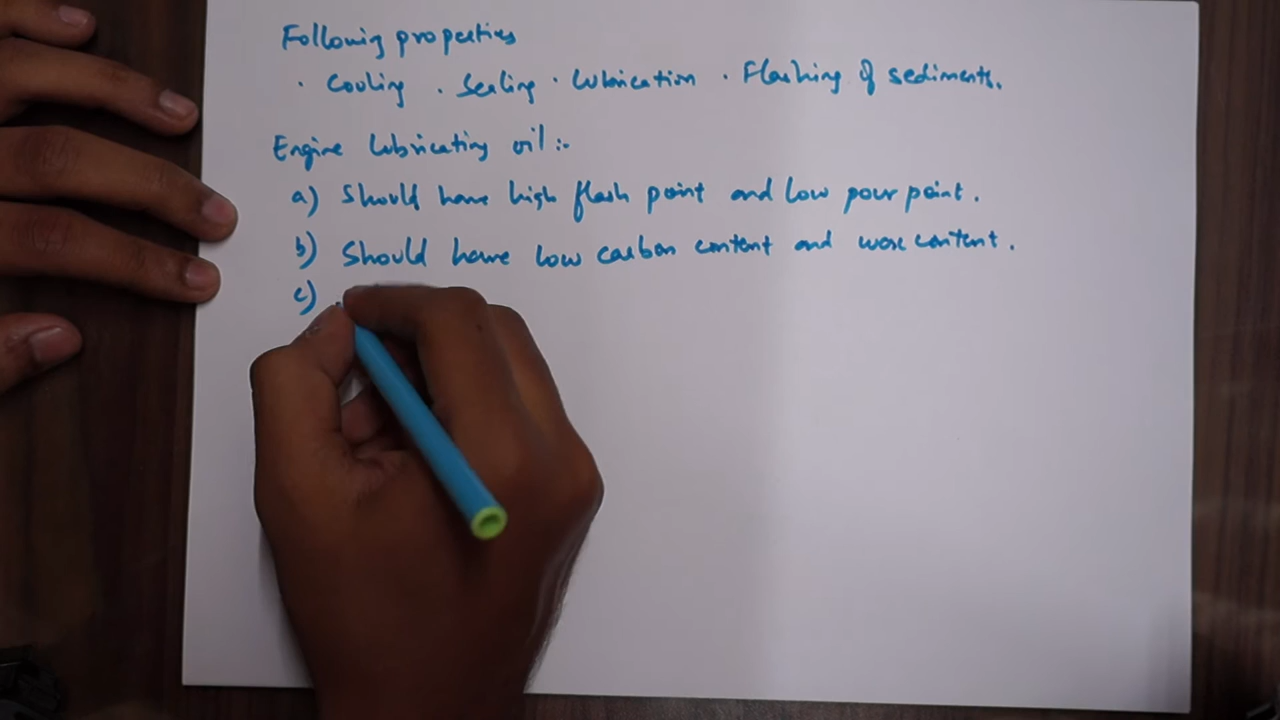 Following properties
· Cooling · Sealing · Lubrication · Flashing of sediments.
Engine lubricating oil :-
a) Should have high flash point and low pour point.
b) Should have low carbon content and wax content.
c)